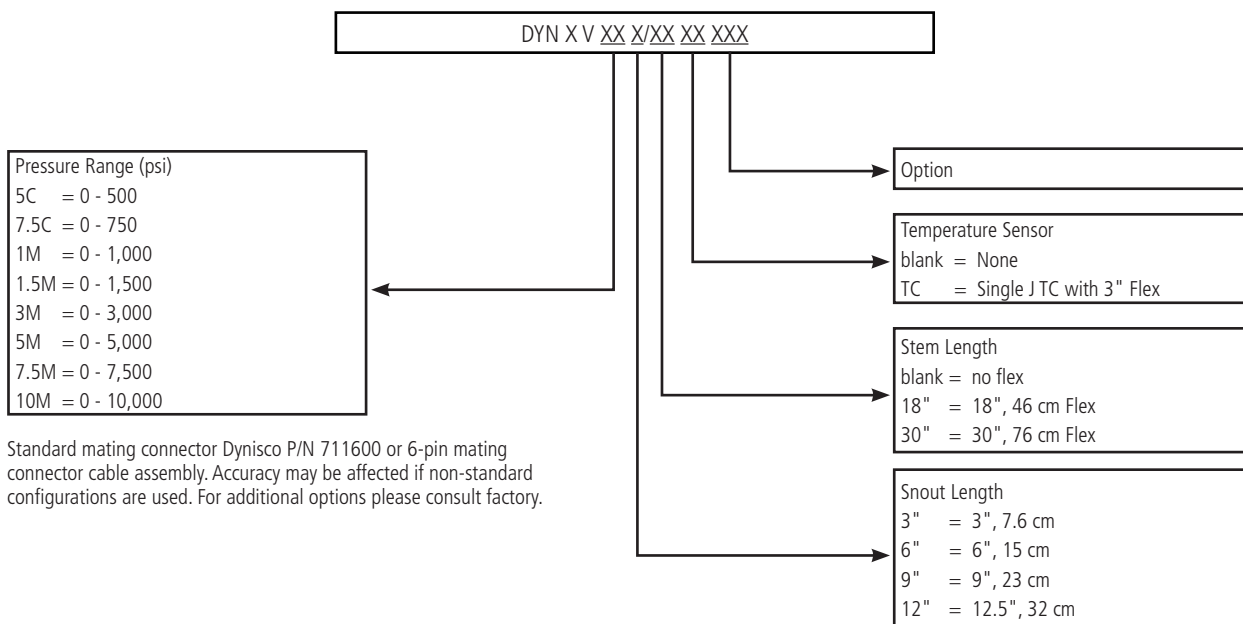 DYN X V XX X/XX XX XXX
Pressure Range (psi)
5C = 0 - 500
7.5C = 0 - 750
1M = 0 - 1,000
1.5M = 0 - 1,500
3M = 0 - 3,000
5M = 0 - 5,000
7.5M = 0 - 7,500
10M = 0 - 10,000
Standard mating connector Dynisco P/N 711600 or 6-pin mating
connector cable assembly. Accuracy may be affected if non-standard
configurations are used. For additional options please consult factory.
Option
Temperature Sensor
blank = None
TC = Single J TC with 3" Flex
Stem Length
blank = no flex
18" = 18", 46 cm Flex
30" = 30", 76 cm Flex
Snout Length
3" = 3", 7.6 cm
6" = 6", 15 cm
9" = 9", 23 cm
12" = 12.5", 32 cm